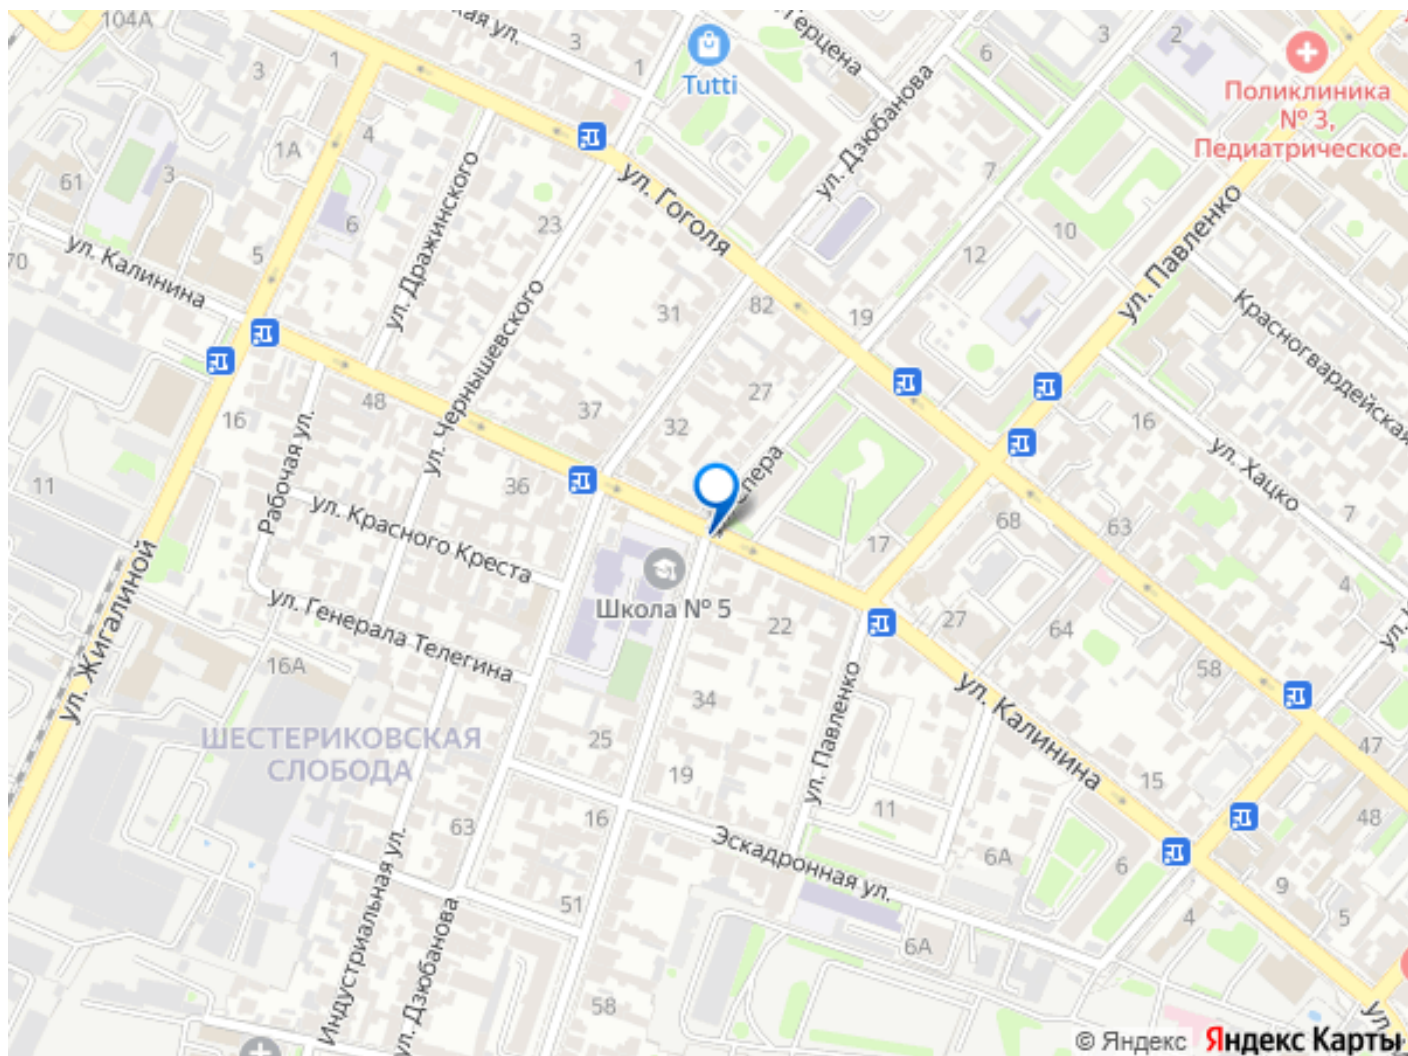 104А
3
1
ул.
3
1
Tutti
Герцена
6
3
2
Поликлиника
№ 3,
Педиатрическое.
ул. Дзюбанова
4
1А
3
61
6
5
70
ул. Калинина
ул. Дражинского
23
ул. Гоголя
7
10
12
ул. Павленко
Красногвардейская
31
82
19
ул. Чернышевского
27
37
32
48
16
11
Рабочая ул.
36
16
ул. Хацко
7
4
ул. Красного Креста
68
63
17
Школа № 5
ул. Генерала Телегина
22
27
64
58
ул. Жигалиной
16А
34
ул. Павленко
ул. Калинина
ШЕСТЕРИКОВСКАЯ
СЛОБОДА
25
19
15
47
48
63
16
11
Эскадронная ул.
6А
6
9
5
4
51
6А
58
Индустриальная ул.
ул. Дзюбанова
ул.
© Яндекс Яндекс Карты